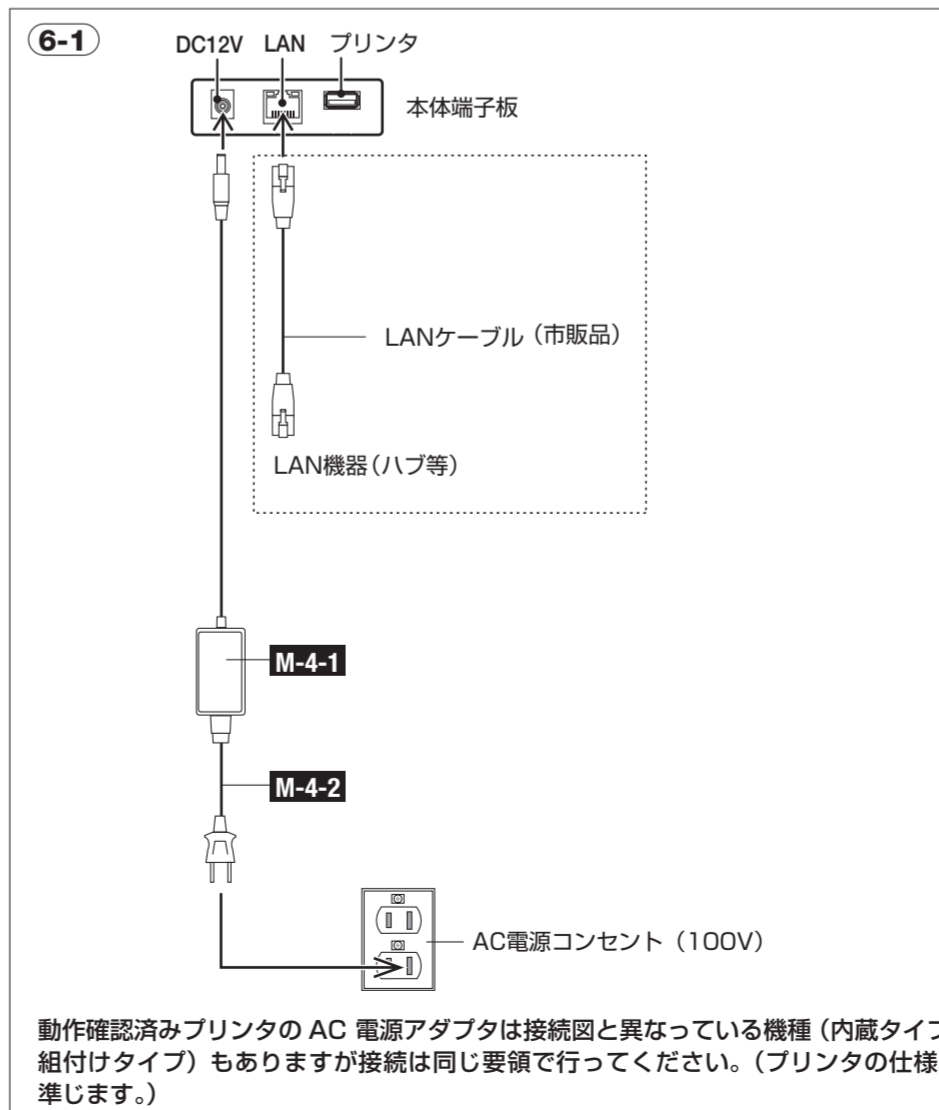 6-1
DC12V LAN プリンタ
本体端子板
LANケーブル（市販品）
LAN機器（ハブ等）
M-4-1
M-4-2
AC電源コンセント（100V）
動作確認済みプリンタの AC 電源アダプタは接続図と異なっている機種（内蔵タイプ
組付けタイプ）もありますが接続は同じ要領で行ってください。（プリンタの仕様
準じます。）